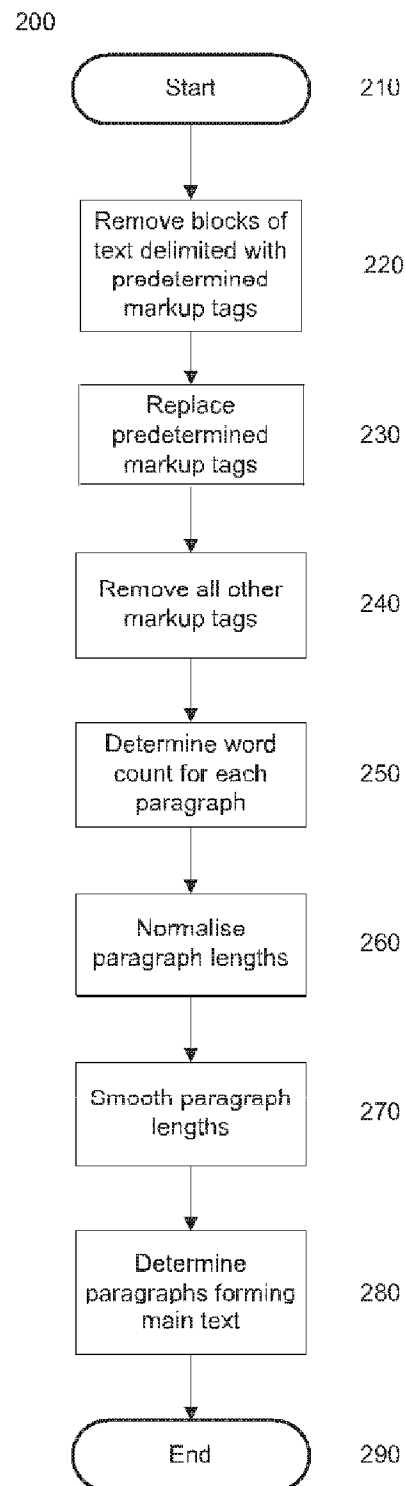 200
Start
210
Remove blocks of
text delimited with
predetermined
markup tags
220
Replace
predetermined
markup tags
230
Remove all other
markup tags
240
Determine word
count for each
paragraph
250
Normalise
paragraph lengths
260
Smooth paragraph
lengths
270
Determine
paragraphs forming
main text
280
End
290